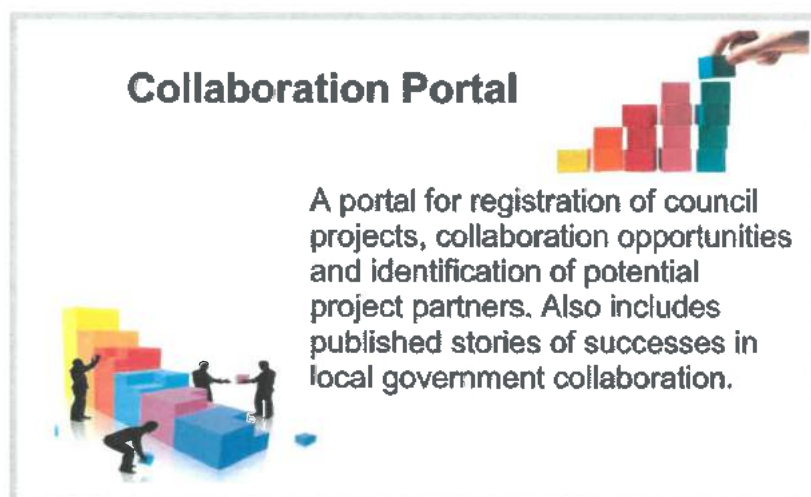 Collaboration Portal
A portal for registration of council
projects, collaboration opportunities
and identification of potential
project partners. Also includes
published stories of successes in
local government collaboration.